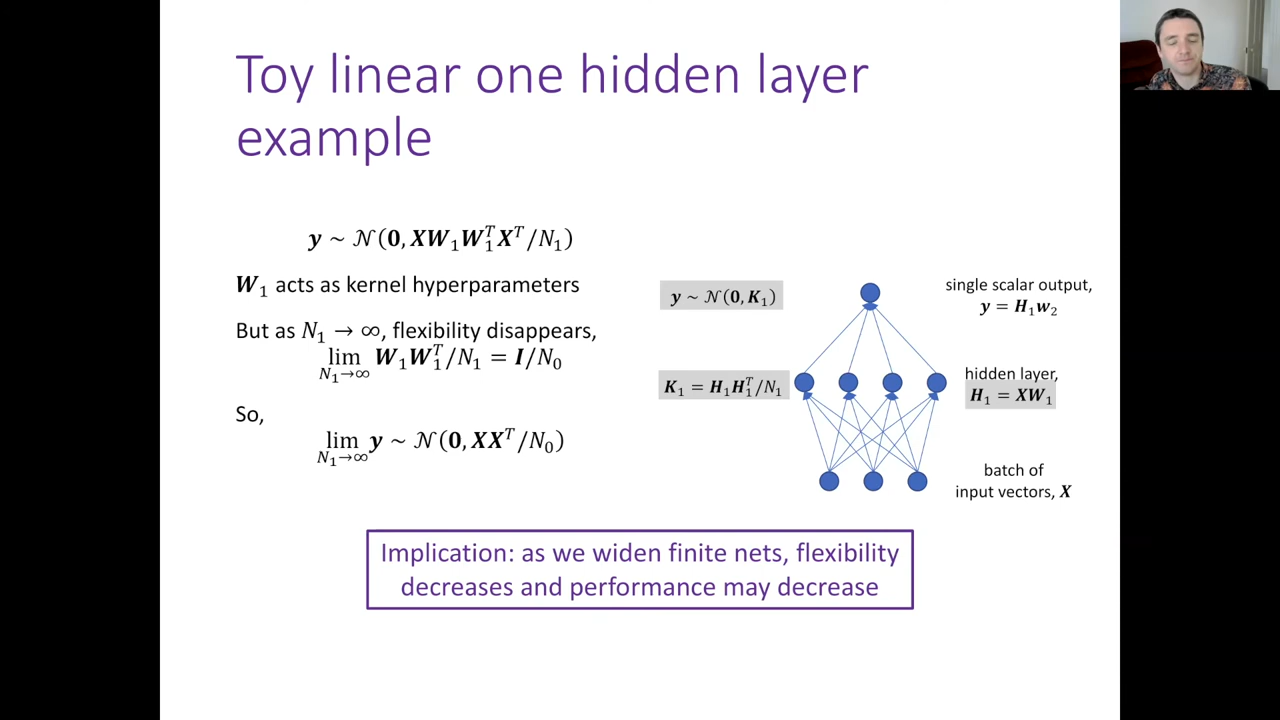 Toy linear one hidden layer
example
𝒚 ~ 𝒩(𝟎, 𝑿𝑾₁𝑾₁ᵀ𝑿ᵀ/N₁)
𝑾₁ acts as kernel hyperparameters
But as N₁ → ∞, flexibility disappears,
lim 𝑾₁𝑾₁ᵀ/N₁ = 𝑰/N₀
N₁→∞
So,
lim 𝒚 ~ 𝒩(𝟎, 𝑿𝑿ᵀ/N₀)
N₁→∞
𝒚 ~ 𝒩(𝟎, 𝑲₁)
single scalar output,
𝒚 = 𝑯₁𝒘₂
𝑲₁ = 𝑯₁𝑯₁ᵀ/N₁
hidden layer,
𝑯₁ = 𝑿𝑾₁
batch of
input vectors, 𝑿
Implication: as we widen finite nets, flexibility
decreases and performance may decrease